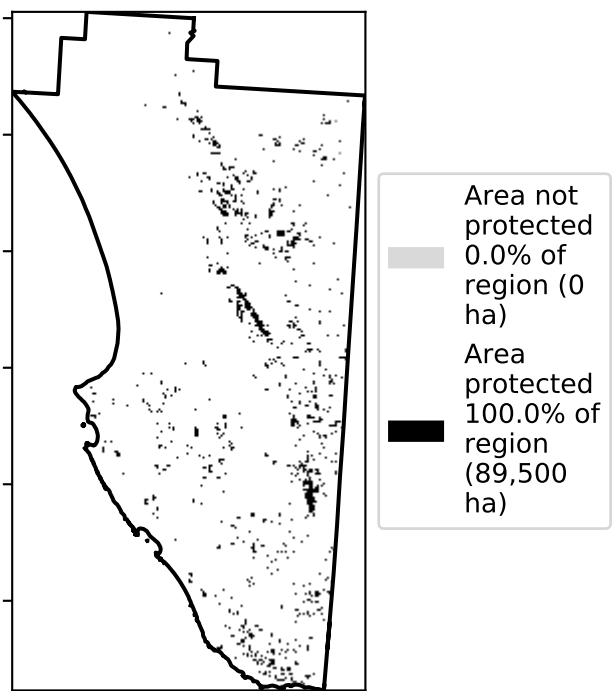 Area not
protected
0.0% of
region (0
ha)
Area
protected
100.0% of
region
(89,500
ha)